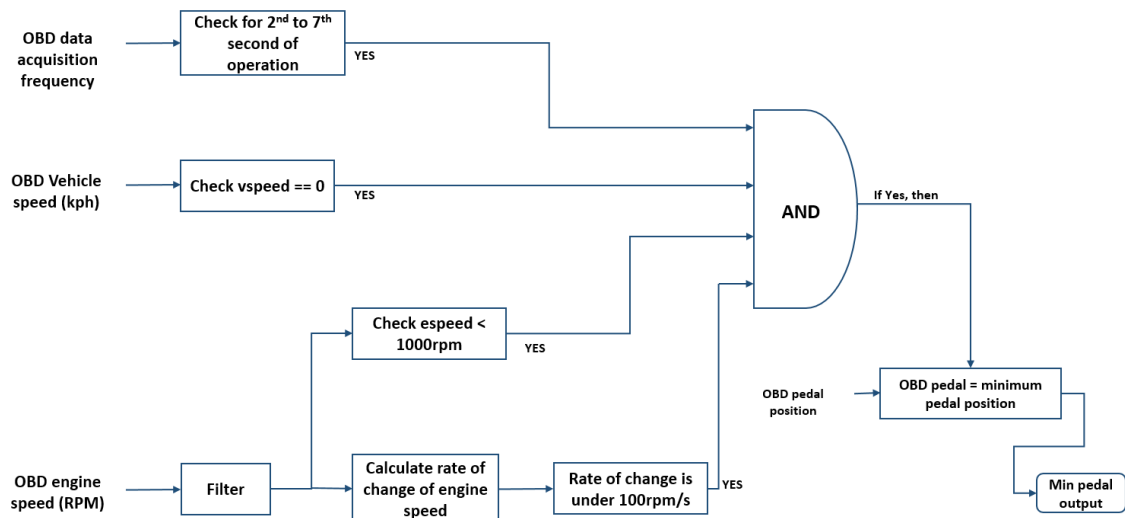 OBD data
acquisition
frequency
Check for 2nd to 7th
second of
operation
YES
OBD Vehicle
speed (kph)
Check vspeed == 0
YES
AND
If Yes, then
Check espeed <
1000rpm
YES
OBD pedal
position
OBD pedal = minimum
pedal position
OBD engine
speed (RPM)
Filter
Calculate rate of
change of engine
speed
Rate of change is
under 100rpm/s
YES
Min pedal
output